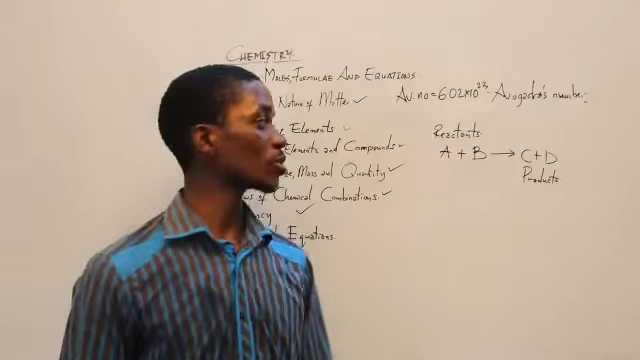 CHEMISTRY.
MOLES, FORMULAE AND EQUATIONS.
Nature of Matter ✓
Elements ✓
Elements and Compounds ✓
Mass and Quantity ✓
of Chemical Combinations. ✓
✓
Equations.
Av. no = 6.02x10²³. Avogadro's number;
Reactants.
A + B → C + D
Products.